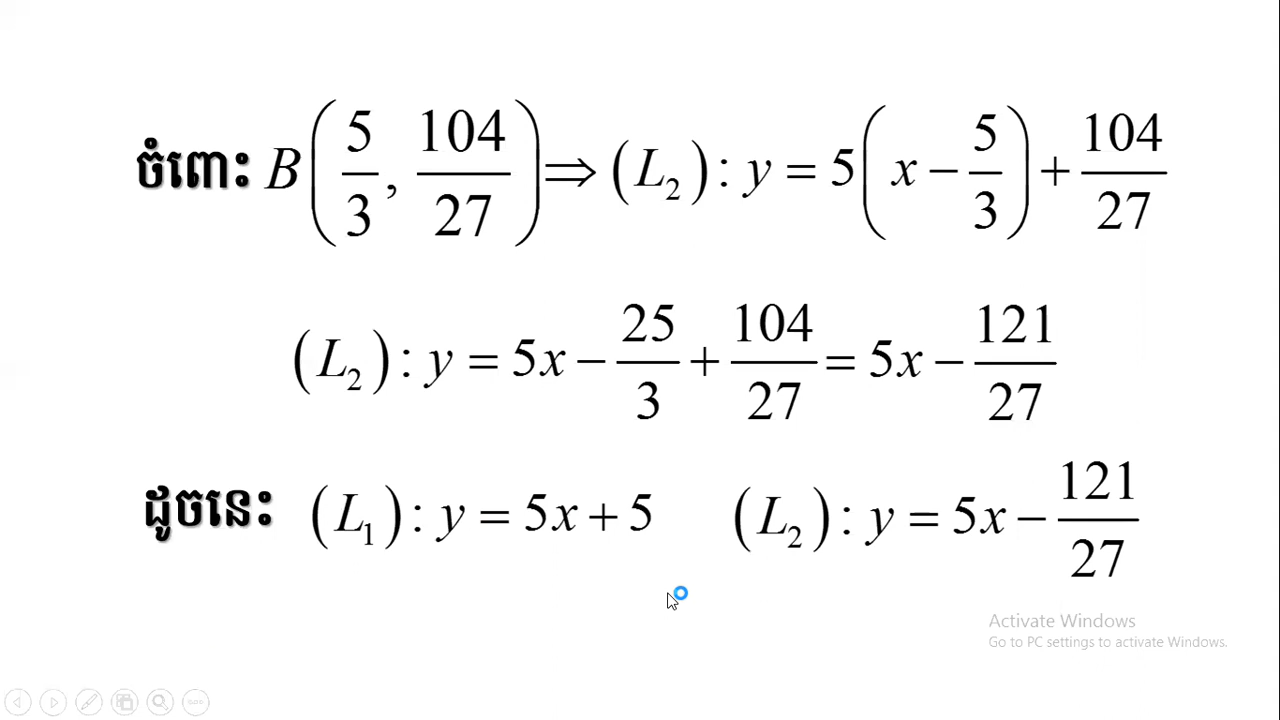 ចំពោះ B(5/3, 104/27) ⇒ (L₂) : y = 5(x − 5/3) + 104/27
(L₂) : y = 5x − 25/3 + 104/27 = 5x − 121/27
ដូចនេះ (L₁) : y = 5x + 5 (L₂) : y = 5x − 121/27
Activate Windows
Go to PC settings to activate Windows.